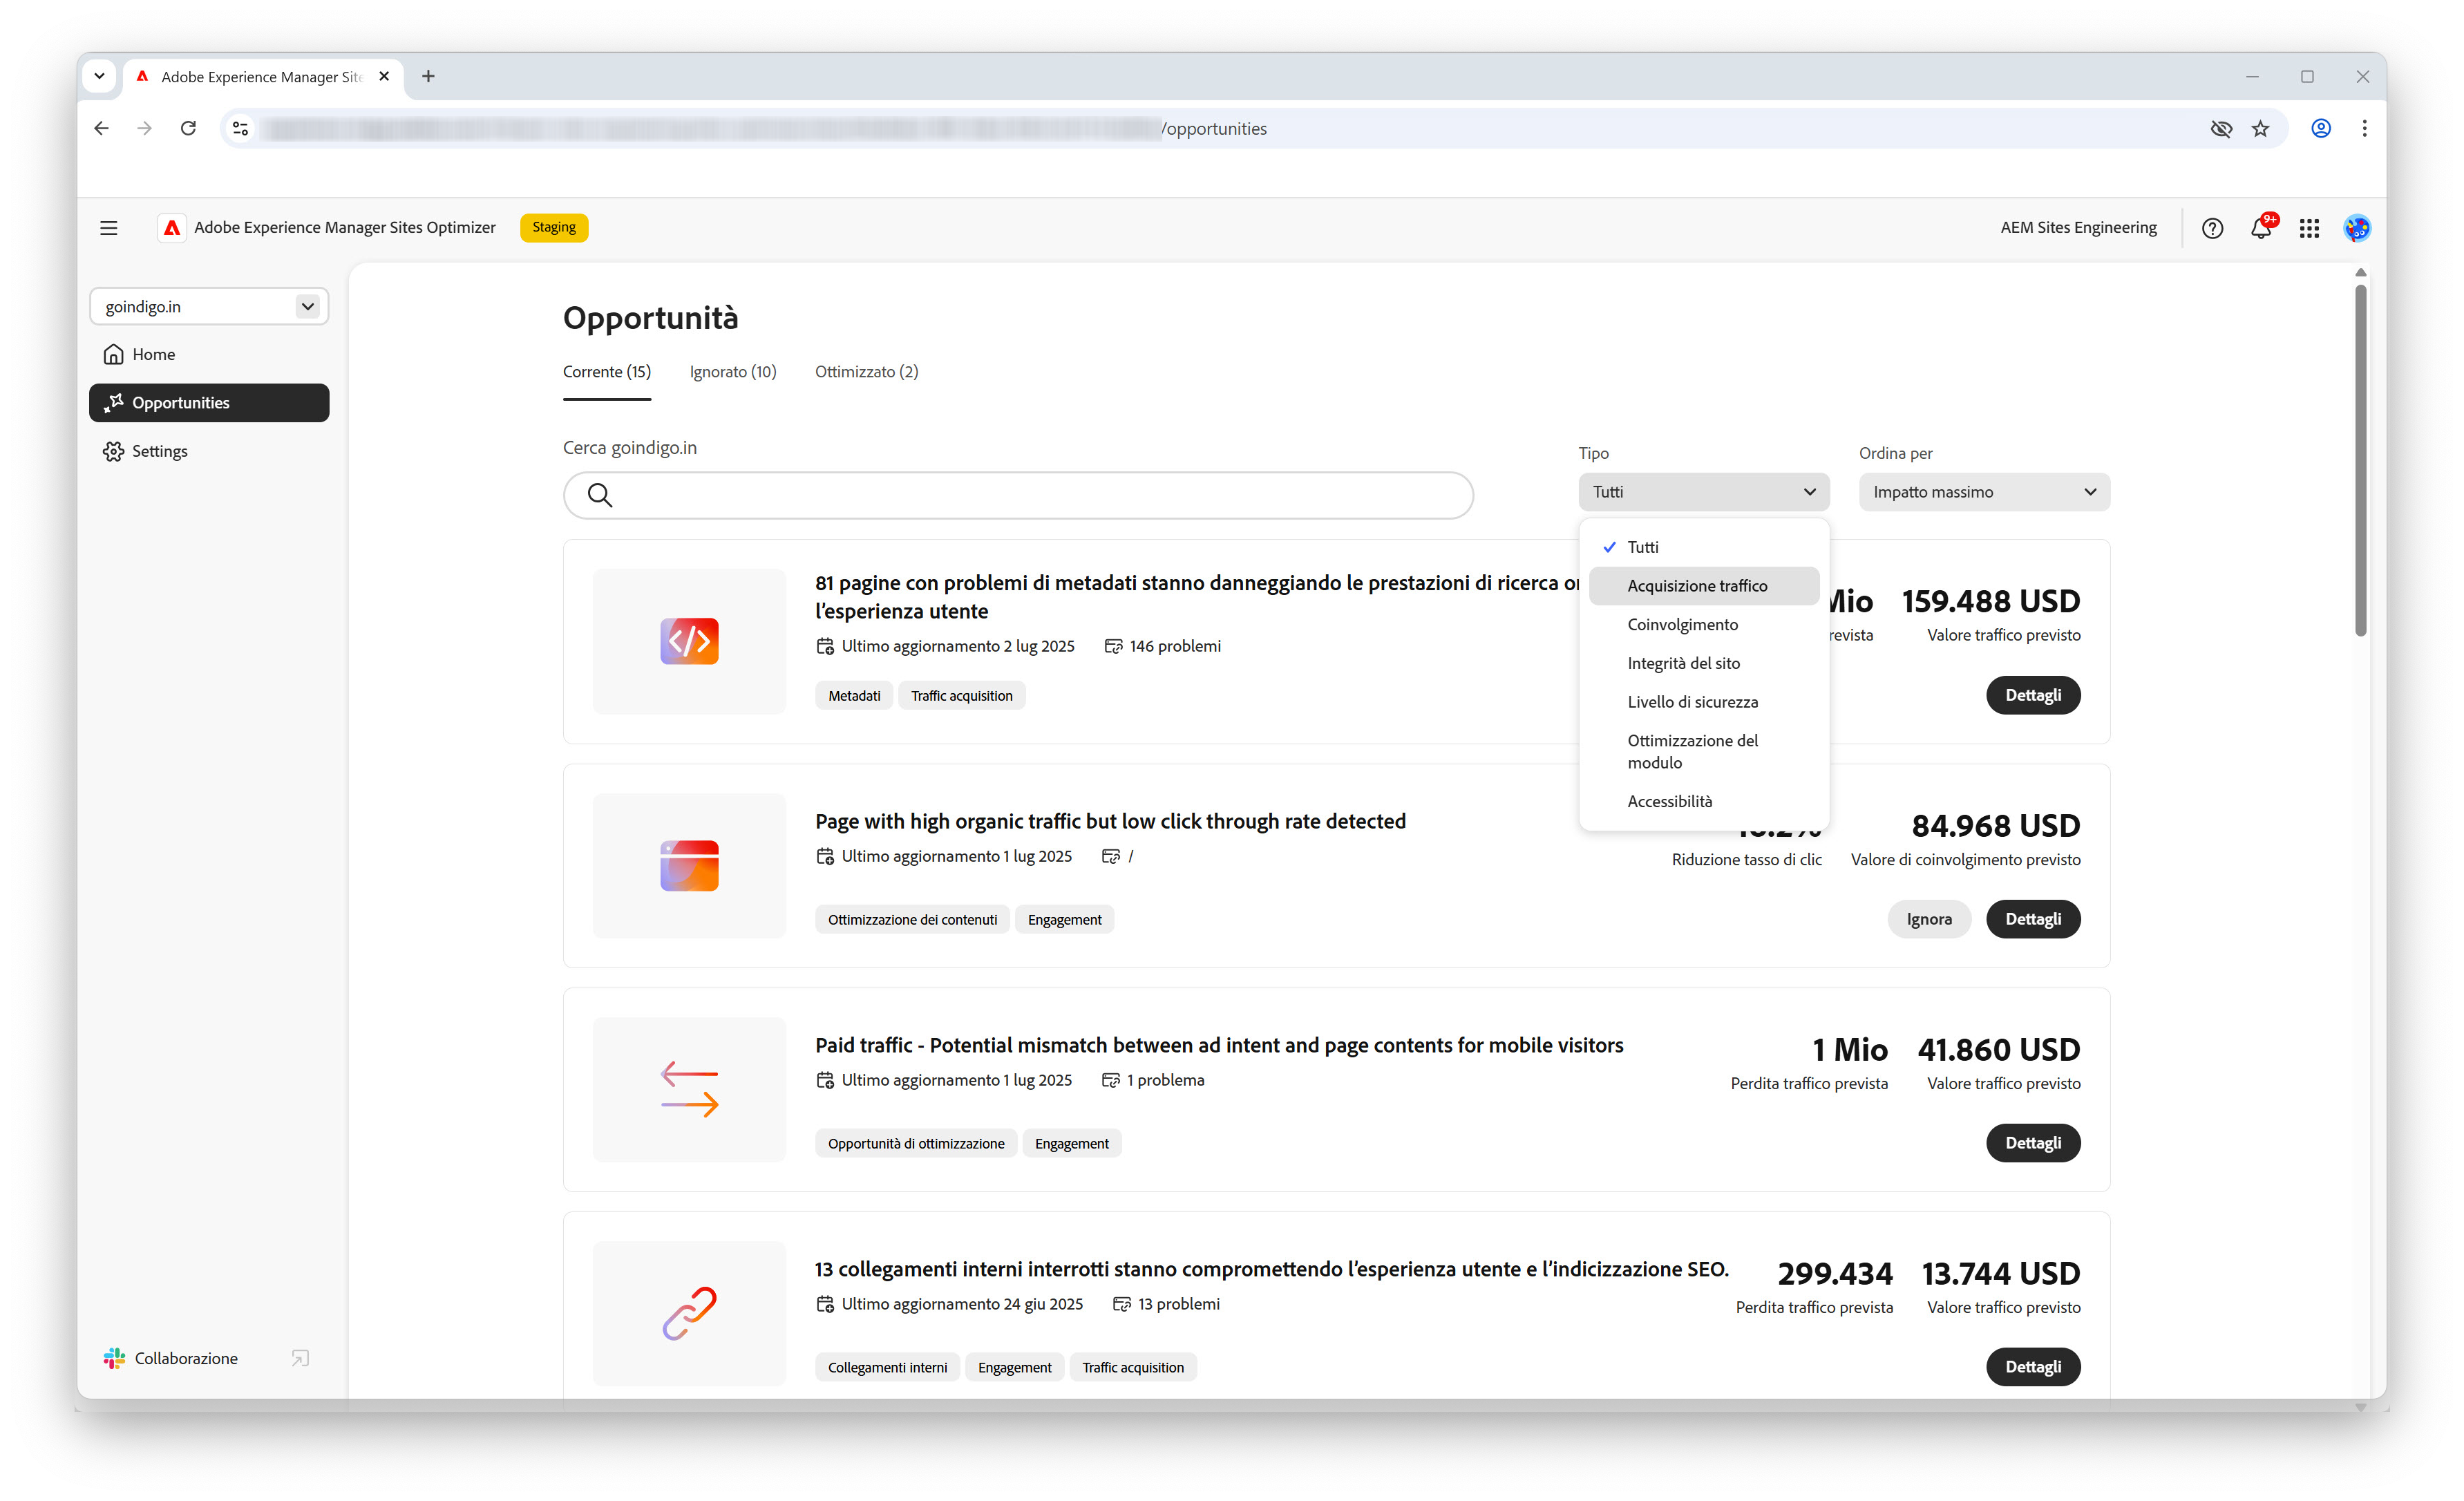 Adobe Experience Manager Site
/opportunities
Adobe Experience Manager Sites Optimizer
Staging
AEM Sites Engineering
9+
goindigo.in
Home
Opportunities
Settings
Opportunità
Corrente (15)
Ignorato (10)
Ottimizzato (2)
Cerca goindigo.in
Tipo
Ordina per
Tutti
Impatto massimo
Tutti
Acquisizione traffico
Coinvolgimento
Integrità del sito
Livello di sicurezza
Ottimizzazione del
modulo
Accessibilità
81 pagine con problemi di metadati stanno danneggiando le prestazioni di ricerca
l'esperienza utente
Ultimo aggiornamento 2 lug 2025
146 problemi
Metadati
Traffic acquisition
Mio
159.488 USD
Valore traffico previsto
Dettagli
Page with high organic traffic but low click through rate detected
Ultimo aggiornamento 1 lug 2025
/
Ottimizzazione dei contenuti
Engagement
84.968 USD
Riduzione tasso di clic
Valore di coinvolgimento previsto
Ignora
Dettagli
Paid traffic - Potential mismatch between ad intent and page contents for mobile visitors
Ultimo aggiornamento 1 lug 2025
1 problema
Opportunità di ottimizzazione
Engagement
1 Mio
41.860 USD
Perdita traffico prevista
Valore traffico previsto
Dettagli
13 collegamenti interni interrotti stanno compromettendo l'esperienza utente e l'indicizzazione SEO.
Ultimo aggiornamento 24 giu 2025
13 problemi
Collegamenti interni
Engagement
Traffic acquisition
299.434
13.744 USD
Perdita traffico prevista
Valore traffico previsto
Dettagli
Collaborazione